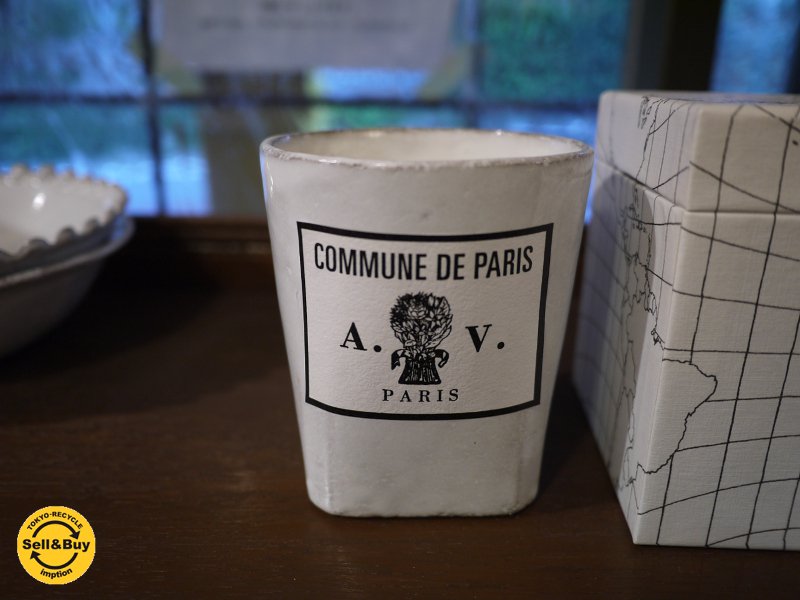 COMMUNE DE PARIS
A. V.
PARIS
TOKYO-RECYCLE
Sell&Buy
Imption